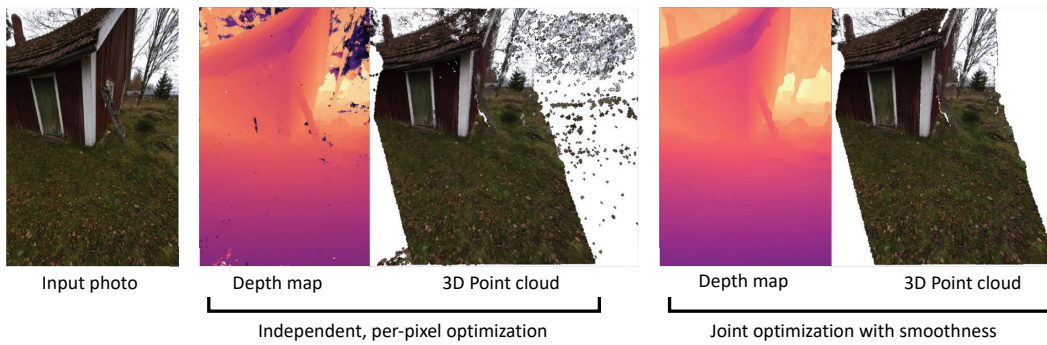 Input photo
Depth map
3D Point cloud
Depth map
3D Point cloud
Independent, per-pixel optimization
Joint optimization with smoothness